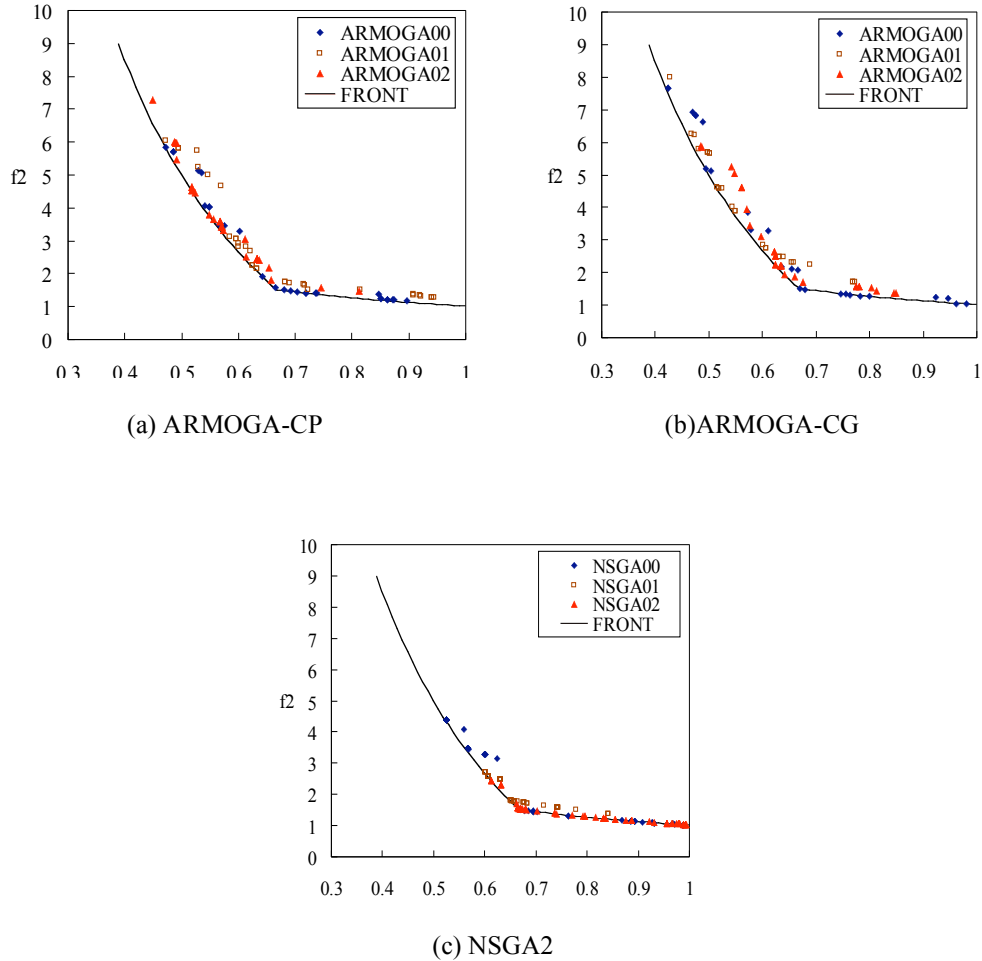 10
9
8
7
6
5
4
3
2
1
0
f2
0.3 0.4 0.5 0.6 0.7 0.8 0.9 1
ARMOGA00
ARMOGA01
ARMOGA02
FRONT
(a) ARMOGA-CP
10
9
8
7
6
5
4
3
2
1
0
f2
0.3 0.4 0.5 0.6 0.7 0.8 0.9 1
ARMOGA00
ARMOGA01
ARMOGA02
FRONT
(b)ARMOGA-CG
10
9
8
7
6
5
4
3
2
1
0
f2
0.3 0.4 0.5 0.6 0.7 0.8 0.9 1
NSGA00
NSGA01
NSGA02
FRONT
(c) NSGA2